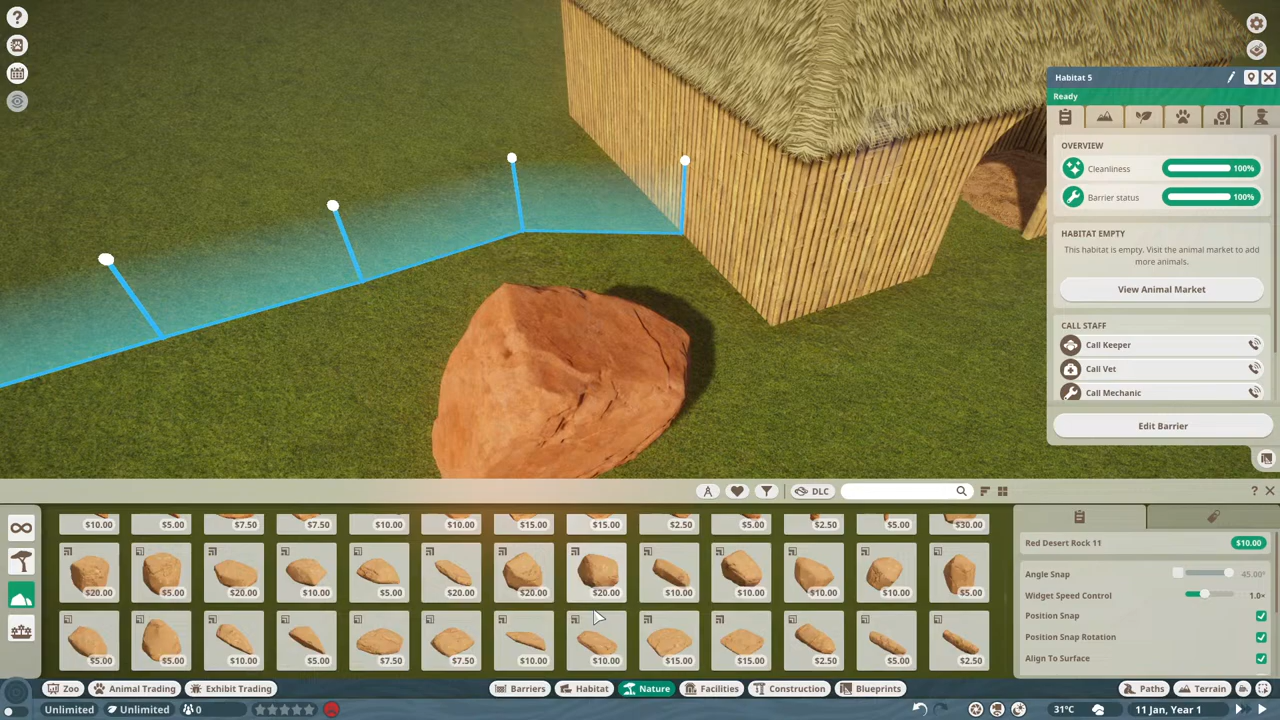 ?
Habitat 5
Ready
OVERVIEW
Cleanliness 100%
Barrier status 100%
HABITAT EMPTY
This habitat is empty. Visit the animal market to add
more animals.
View Animal Market
CALL STAFF
Call Keeper
Call Vet
Call Mechanic
Edit Barrier
DLC
?
$10.00 $5.00 $7.50 $7.50 $10.00 $10.00 $15.00 $15.00 $2.50 $5.00 $2.50 $5.00 $30.00
$20.00 $5.00 $20.00 $10.00 $5.00 $20.00 $20.00 $20.00 $10.00 $10.00 $10.00 $5.00 $5.00
$5.00 $5.00 $10.00 $5.00 $7.50 $7.50 $10.00 $10.00 $15.00 $15.00 $2.50 $5.00 $2.50
Red Desert Rock 11 $10.00
Angle Snap 45.00°
Widget Speed Control 1.0×
Position Snap
Position Snap Rotation
Align To Surface
Zoo Animal Trading Exhibit Trading Barriers Habitat Nature Facilities Construction Blueprints Paths Terrain
Unlimited Unlimited 0 31°C 11 Jan, Year 1